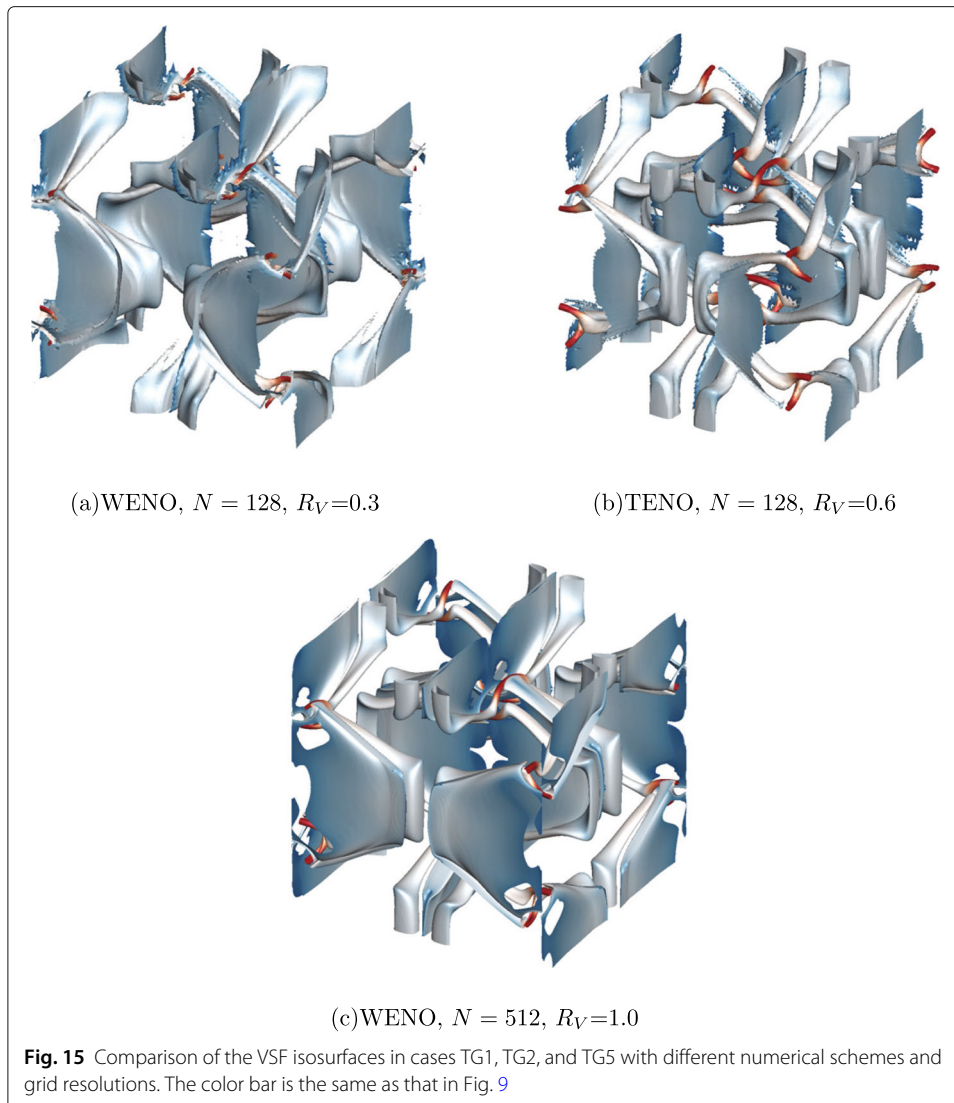 (a)WENO, N = 128, R_V=0.3
(b)TENO, N = 128, R_V=0.6
(c)WENO, N = 512, R_V=1.0
Fig. 15 Comparison of the VSF isosurfaces in cases TG1, TG2, and TG5 with different numerical schemes and
grid resolutions. The color bar is the same as that in Fig. 9